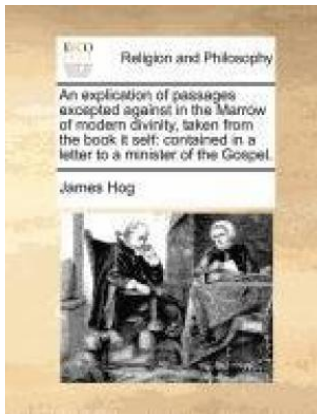 ECCO
Religion and Philosophy
An explication of passages
excepted against in the Marrow
of modern divinity, taken from
the book it self: contained in a
letter to a minister of the Gospel.
James Hog